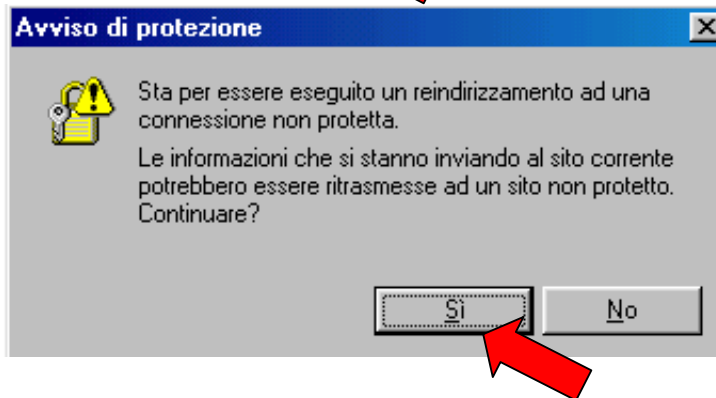 Avviso di protezione
Sta per essere eseguito un reindirizzamento ad una
connessione non protetta.
Le informazioni che si stanno inviando al sito corrente
potrebbero essere ritrasmesse ad un sito non protetto.
Continuare?
Sì
No